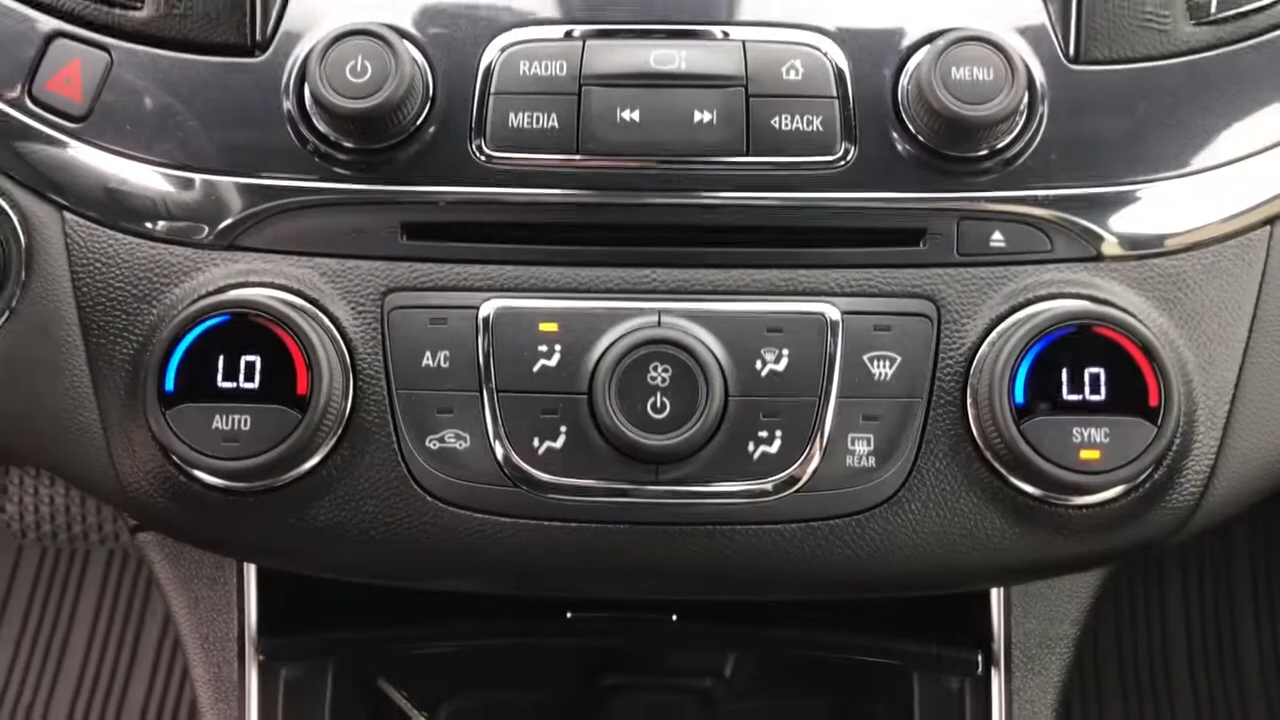 RADIO
MENU
MEDIA
BACK
LO
A/C
LO
AUTO
SYNC
REAR